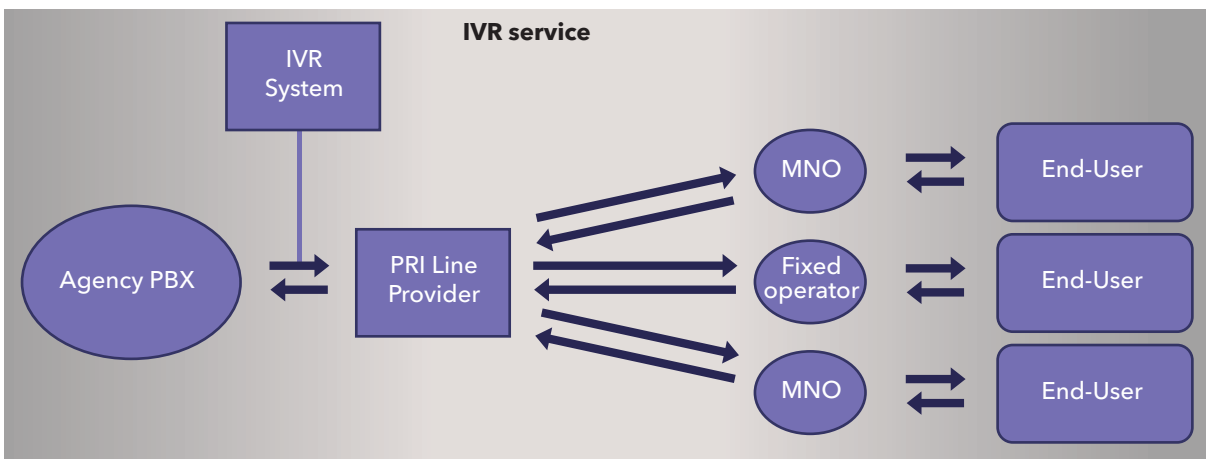 IVR service
IVR
System
Agency PBX
PRI Line
Provider
MNO
End-User
Fixed
operator
End-User
MNO
End-User